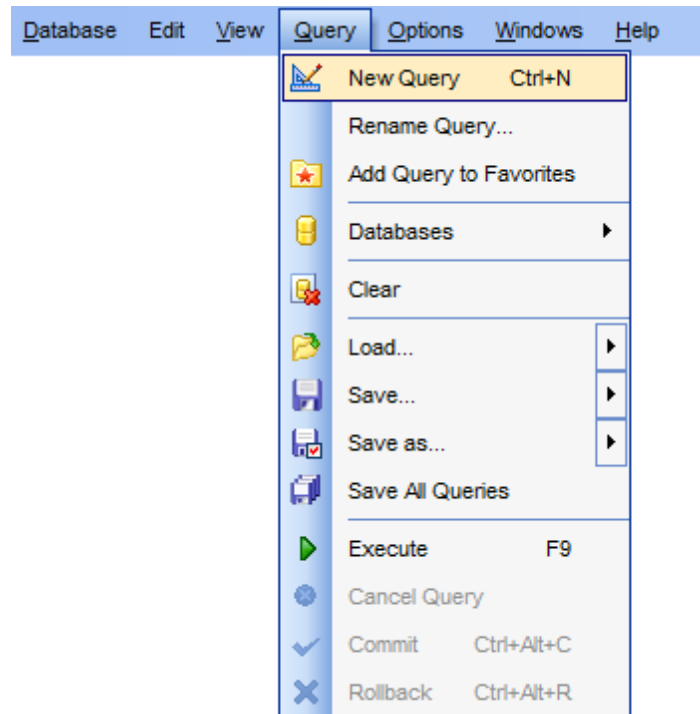 Database Edit View Query Options Windows Help
New Query Ctrl+N
Rename Query...
Add Query to Favorites
Databases
Clear
Load...
Save...
Save as...
Save All Queries
Execute F9
Cancel Query
Commit Ctrl+Alt+C
Rollback Ctrl+Alt+R